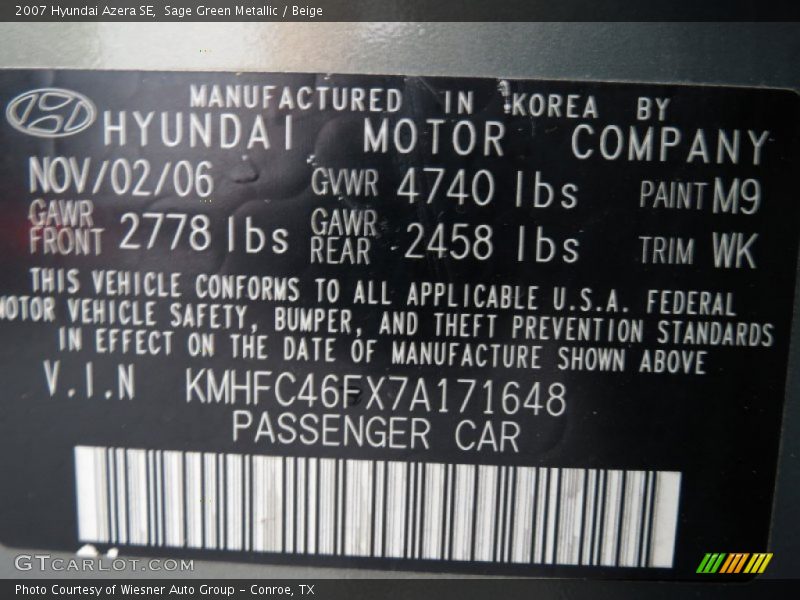 2007 Hyundai Azera SE,  Sage Green Metallic / Beige
MANUFACTURED IN KOREA BY
HYUNDAI MOTOR COMPANY
NOV/02/06 GVWR 4740 lbs PAINT M9
GAWR FRONT 2778 lbs GAWR REAR 2458 lbs TRIM WK
THIS VEHICLE CONFORMS TO ALL APPLICABLE U.S.A. FEDERAL
MOTOR VEHICLE SAFETY, BUMPER, AND THEFT PREVENTION STANDARDS
IN EFFECT ON THE DATE OF MANUFACTURE SHOWN ABOVE
V.I.N KMHFC46FX7A171648
PASSENGER CAR
GTCarLot.com
Photo Courtesy of Wiesner Auto Group - Conroe, TX